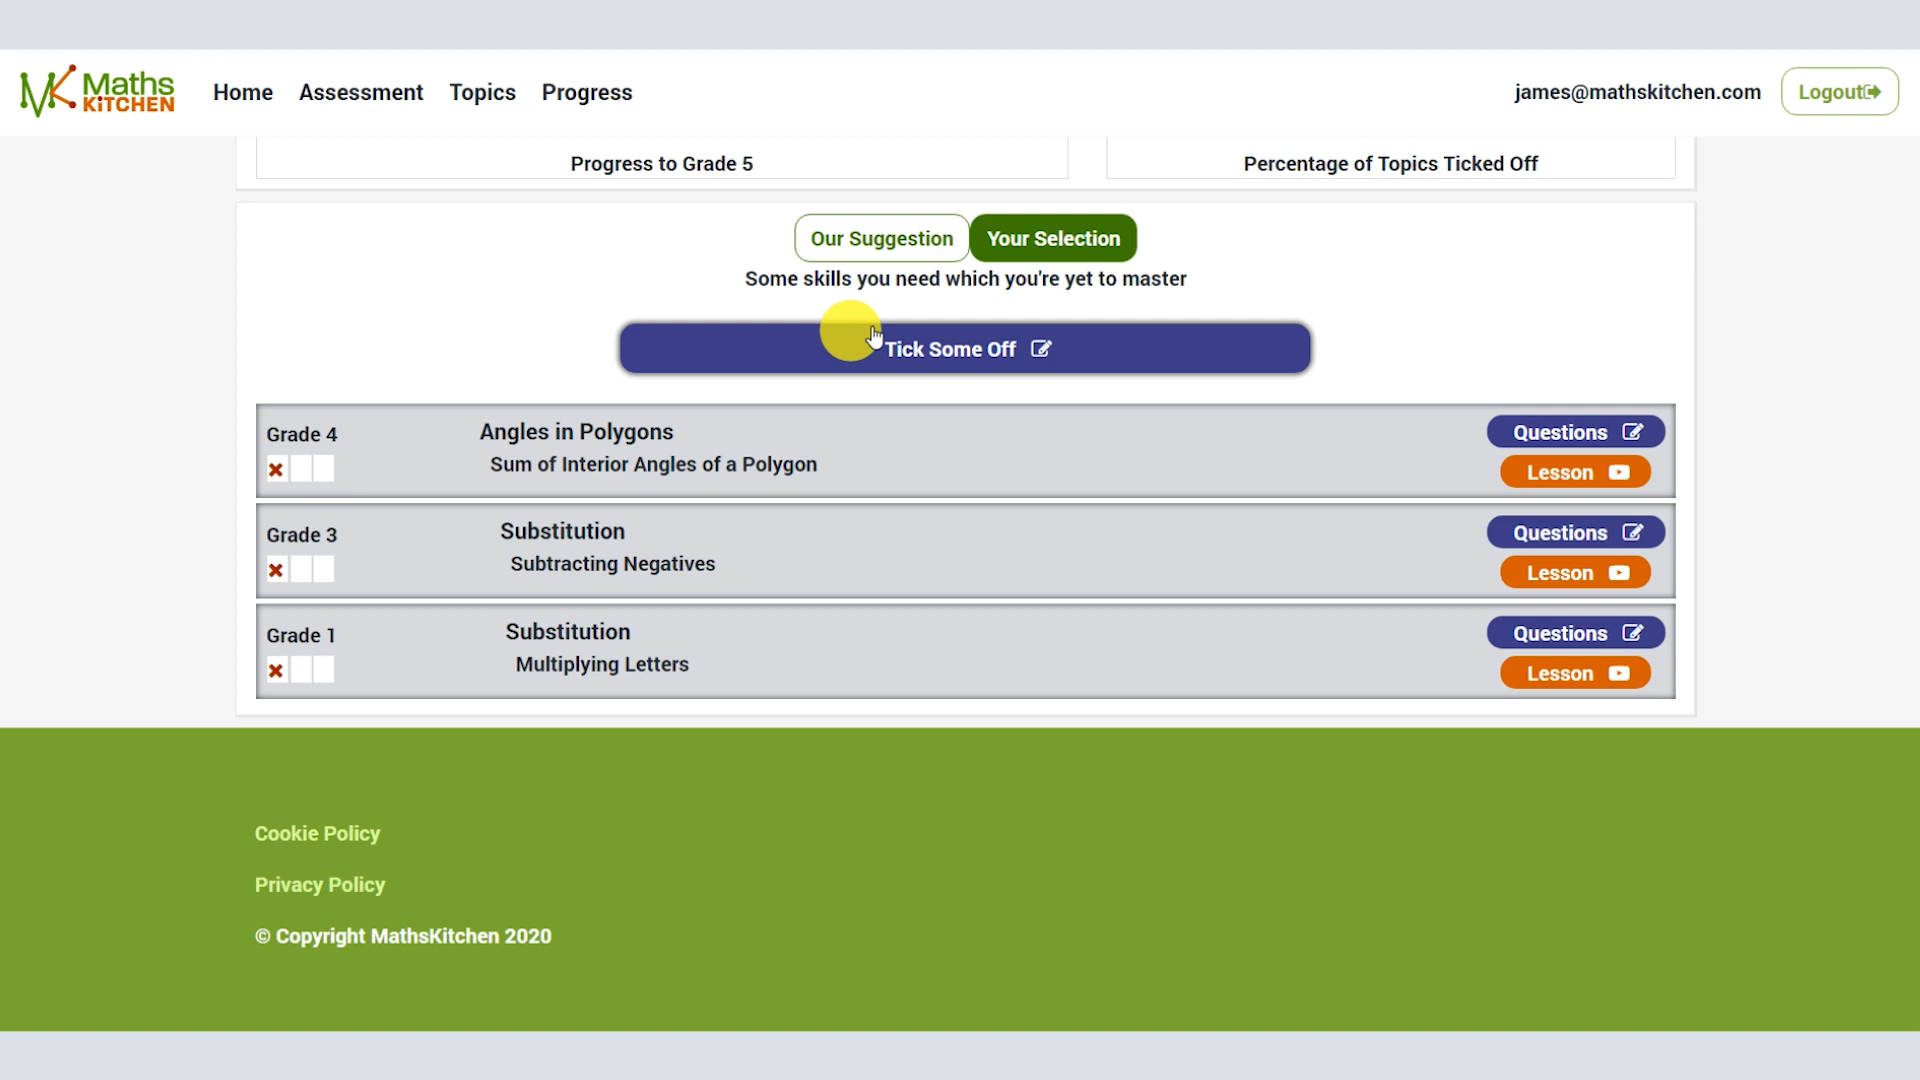 Maths
KiTCHEN
Home Assessment Topics Progress
james@mathskitchen.com Logout
Progress to Grade 5 Percentage of Topics Ticked Off
Our Suggestion Your Selection
Some skills you need which you're yet to master
Tick Some Off
Grade 4 Angles in Polygons Questions
Sum of Interior Angles of a Polygon Lesson
Grade 3 Substitution Questions
Subtracting Negatives Lesson
Grade 1 Substitution Questions
Multiplying Letters Lesson
Cookie Policy
Privacy Policy
© Copyright MathsKitchen 2020